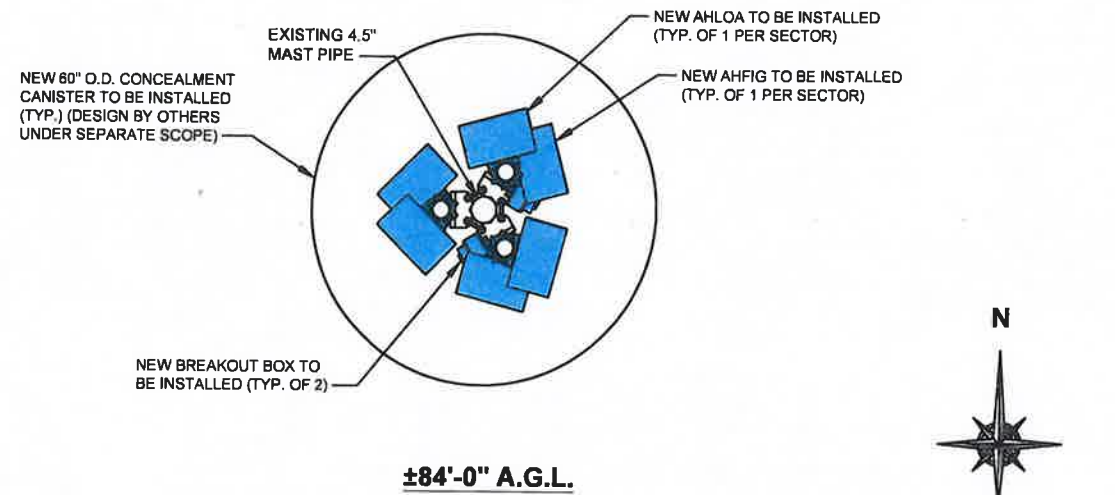 EXISTING 4.5"
MAST PIPE
NEW AHLOA TO BE INSTALLED
(TYP. OF 1 PER SECTOR)
NEW 60" O.D. CONCEALMENT
CANISTER TO BE INSTALLED
(TYP.) (DESIGN BY OTHERS
UNDER SEPARATE SCOPE)
NEW AHFIG TO BE INSTALLED
(TYP. OF 1 PER SECTOR)
NEW BREAKOUT BOX TO
BE INSTALLED (TYP. OF 2)
N
±84'-0" A.G.L.